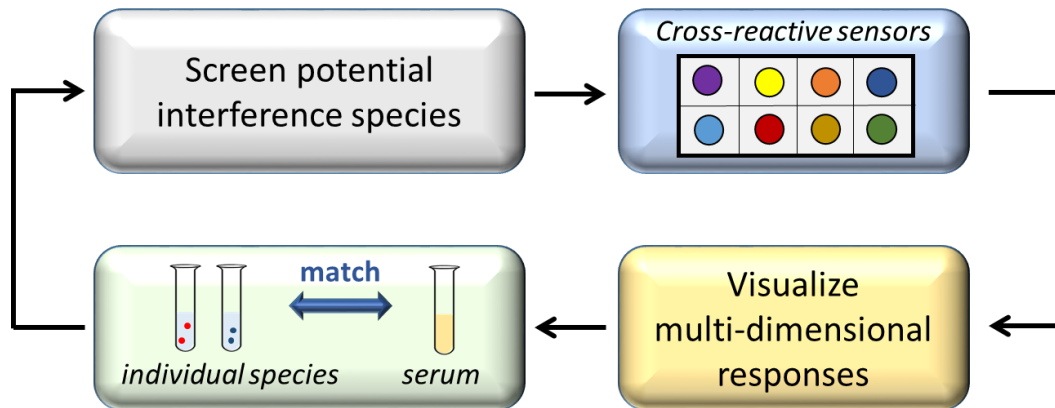 Screen potential
interference species
Cross-reactive sensors
match
individual species
serum
Visualize
multi-dimensional
responses